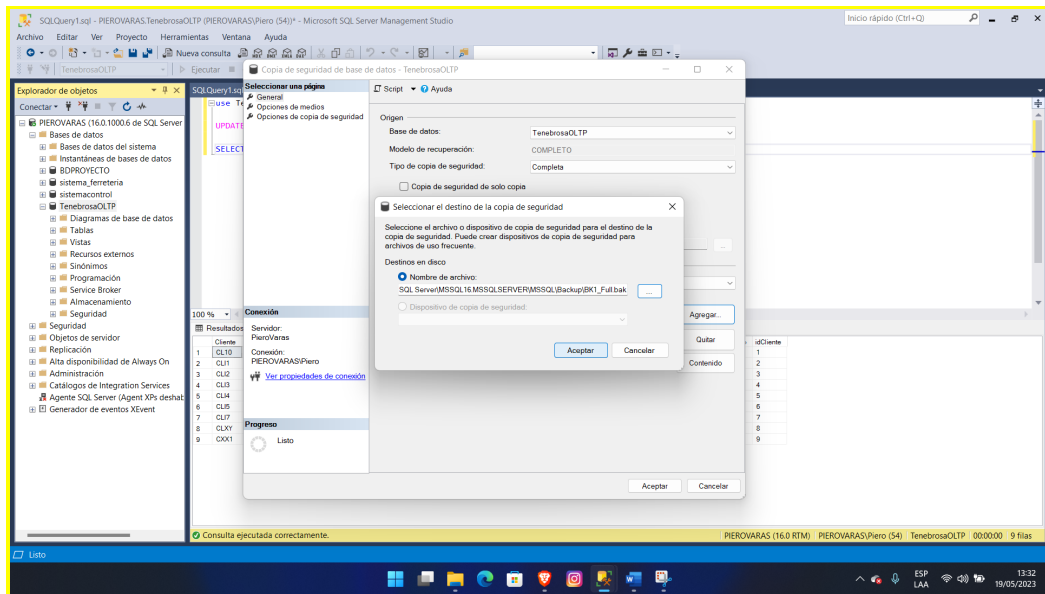 SQLQuery1.sql - PIEROVARAS.TenebrosaOLTP (PIEROVARAS\Piero (54))* - Microsoft SQL Server Management Studio
Inicio rápido (Ctrl+Q)
Archivo Editar Ver Proyecto Herramientas Ventana Ayuda
Nueva consulta
TenebrosaOLTP
Ejecutar
Explorador de objetos
Conectar
PIEROVARAS (16.0.1000.6 de SQL Server
Bases de datos
Bases de datos del sistema
Instantáneas de bases de datos
BDPROYECTO
sistema_ferreteria
sistemacontrol
TenebrosaOLTP
Diagramas de base de datos
Tablas
Vistas
Recursos externos
Sinónimos
Programación
Service Broker
Almacenamiento
Seguridad
Seguridad
Objetos de servidor
Replicación
Alta disponibilidad de Always On
Administración
Catálogos de Integration Services
Agente SQL Server (Agent XPs deshab
Generador de eventos XEvent
SQLQuery1.sq
use Te
UPDATE
SELECT
100 %
Resultados
Cliente
1 CL10
2 CLI1
3 CLI2
4 CLI3
5 CLI4
6 CLI5
7 CLI7
8 CLXY
9 CXX1
idCliente
1
2
3
4
5
6
7
8
9
Copia de seguridad de base de datos - TenebrosaOLTP
Seleccionar una página
General
Opciones de medios
Opciones de copia de seguridad
Conexión
Servidor:
PieroVaras
Conexión:
PIEROVARAS\Piero
Ver propiedades de conexión
Progreso
Listo
Script Ayuda
Origen
Base de datos: TenebrosaOLTP
Modelo de recuperación: COMPLETO
Tipo de copia de seguridad: Completa
Copia de seguridad de solo copia
...
Agregar...
Quitar
Contenido
Aceptar Cancelar
Seleccionar el destino de la copia de seguridad
Seleccione el archivo o dispositivo de copia de seguridad para el destino de la
copia de seguridad. Puede crear dispositivos de copia de seguridad para
archivos de uso frecuente.
Destinos en disco
Nombre de archivo:
SQL Server\MSSQL16.MSSQLSERVER\MSSQL\Backup\BK1_Full.bak ...
Dispositivo de copia de seguridad:
Aceptar Cancelar
Consulta ejecutada correctamente.
PIEROVARAS (16.0 RTM) PIEROVARAS\Piero (54) TenebrosaOLTP 00:00:00 9 filas
Listo
ESP
LAA
13:32
19/05/2023